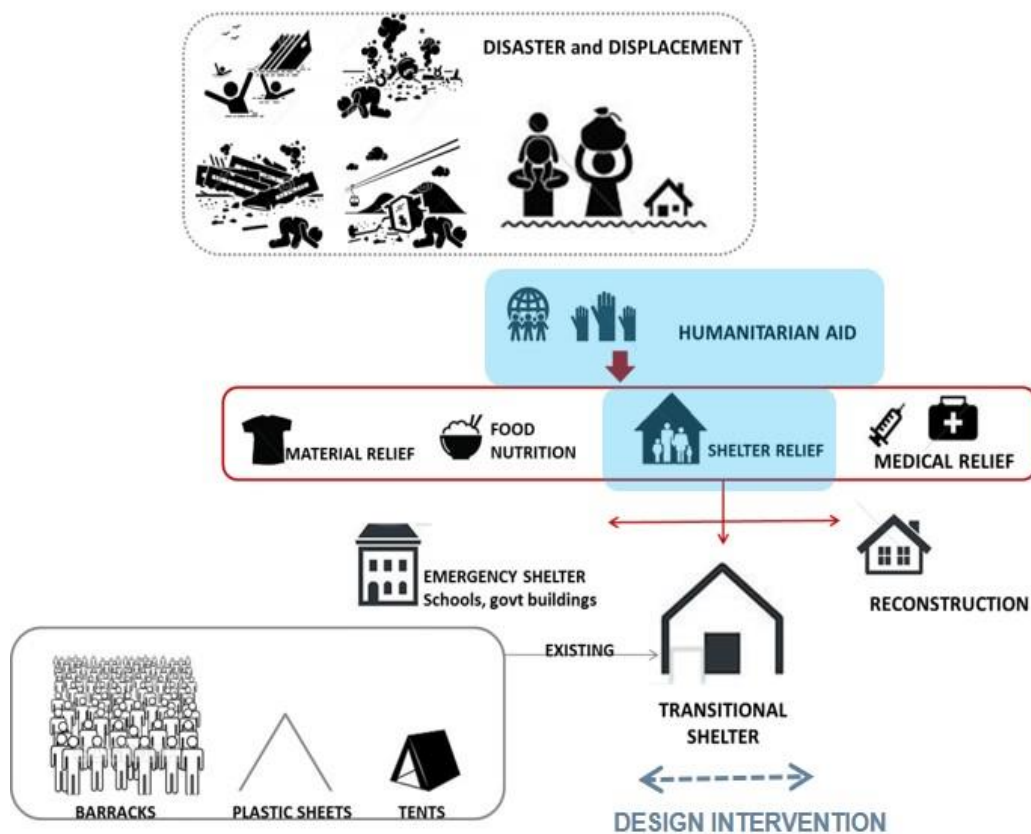 DISASTER and DISPLACEMENT
HUMANITARIAN AID
MATERIAL RELIEF
FOOD
NUTRITION
SHELTER RELIEF
MEDICAL RELIEF
EMERGENCY SHELTER
Schools, govt buildings
RECONSTRUCTION
EXISTING
TRANSITIONAL
SHELTER
BARRACKS
PLASTIC SHEETS
TENTS
DESIGN INTERVENTION